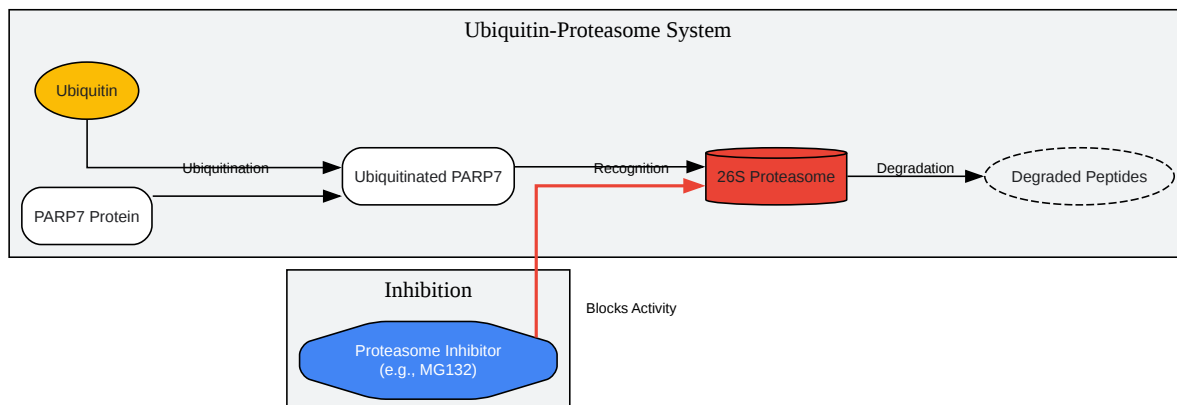 Ubiquitin-Proteasome System
Ubiquitin
Ubiquitination
Recognition
Degradation
Ubiquitinated PARP7
26S Proteasome
Degraded Peptides
PARP7 Protein
Inhibition
Blocks Activity
Proteasome Inhibitor
(e.g., MG132)